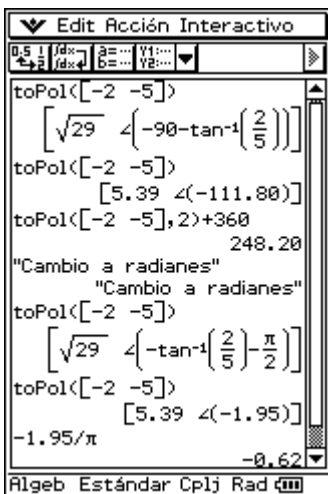 Edit Acción Interactivo
toPol([-2 -5])
[√29 ∠(-90-tan⁻¹(2/5))]
toPol([-2 -5])
[5.39 ∠(-111.80)]
toPol([-2 -5],2)+360
248.20
"Cambio a radianes"
"Cambio a radianes"
toPol([-2 -5])
[√29 ∠(-tan⁻¹(2/5)-π/2)]
toPol([-2 -5])
[5.39 ∠(-1.95)]
-1.95/π
-0.62
Algeb Estándar Cplj Rad